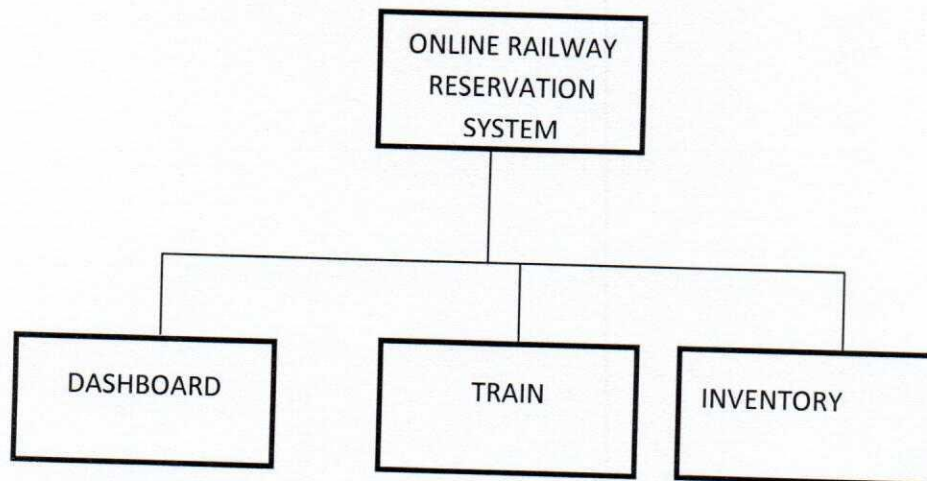 ONLINE RAILWAY
RESERVATION
SYSTEM
DASHBOARD
TRAIN
INVENTORY